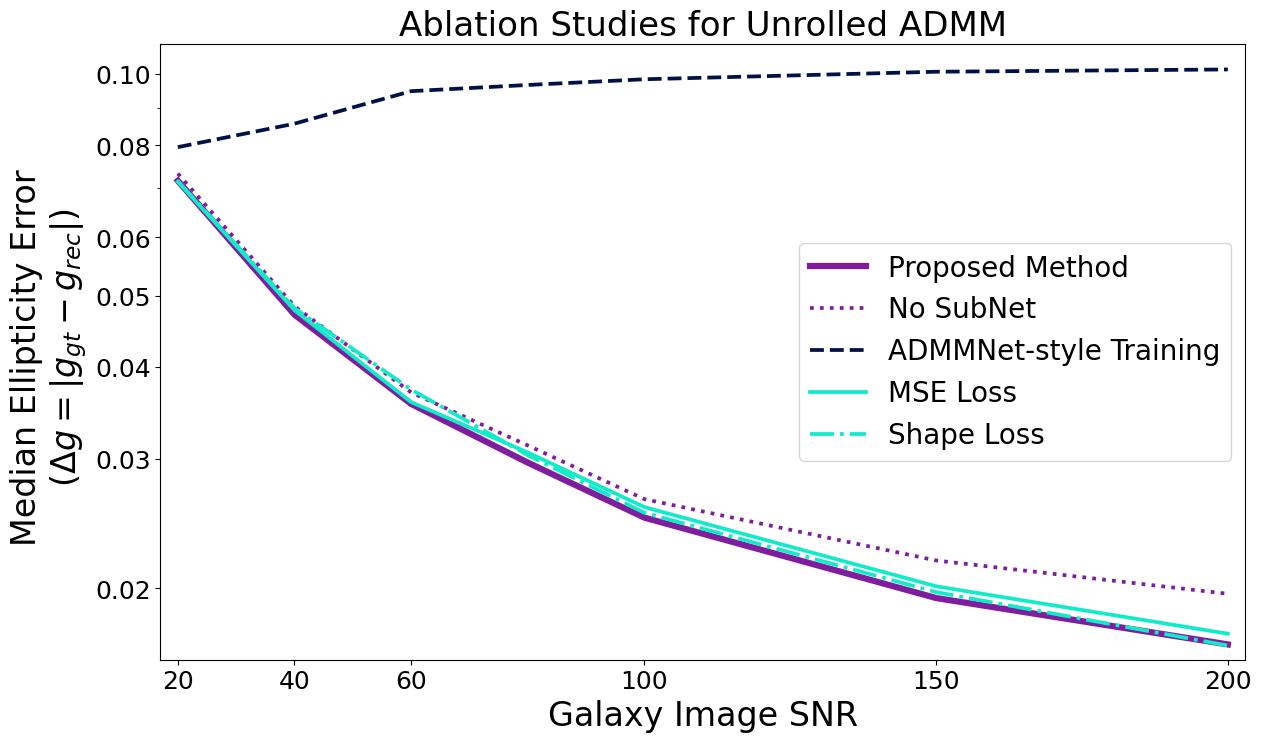 Ablation Studies for Unrolled ADMM
Median Ellipticity Error
(Δg = |g_gt − g_rec|)
0.10
0.08
0.06
0.05
0.04
0.03
0.02
Proposed Method
No SubNet
ADMMNet-style Training
MSE Loss
Shape Loss
20 40 60 100 150 200
Galaxy Image SNR